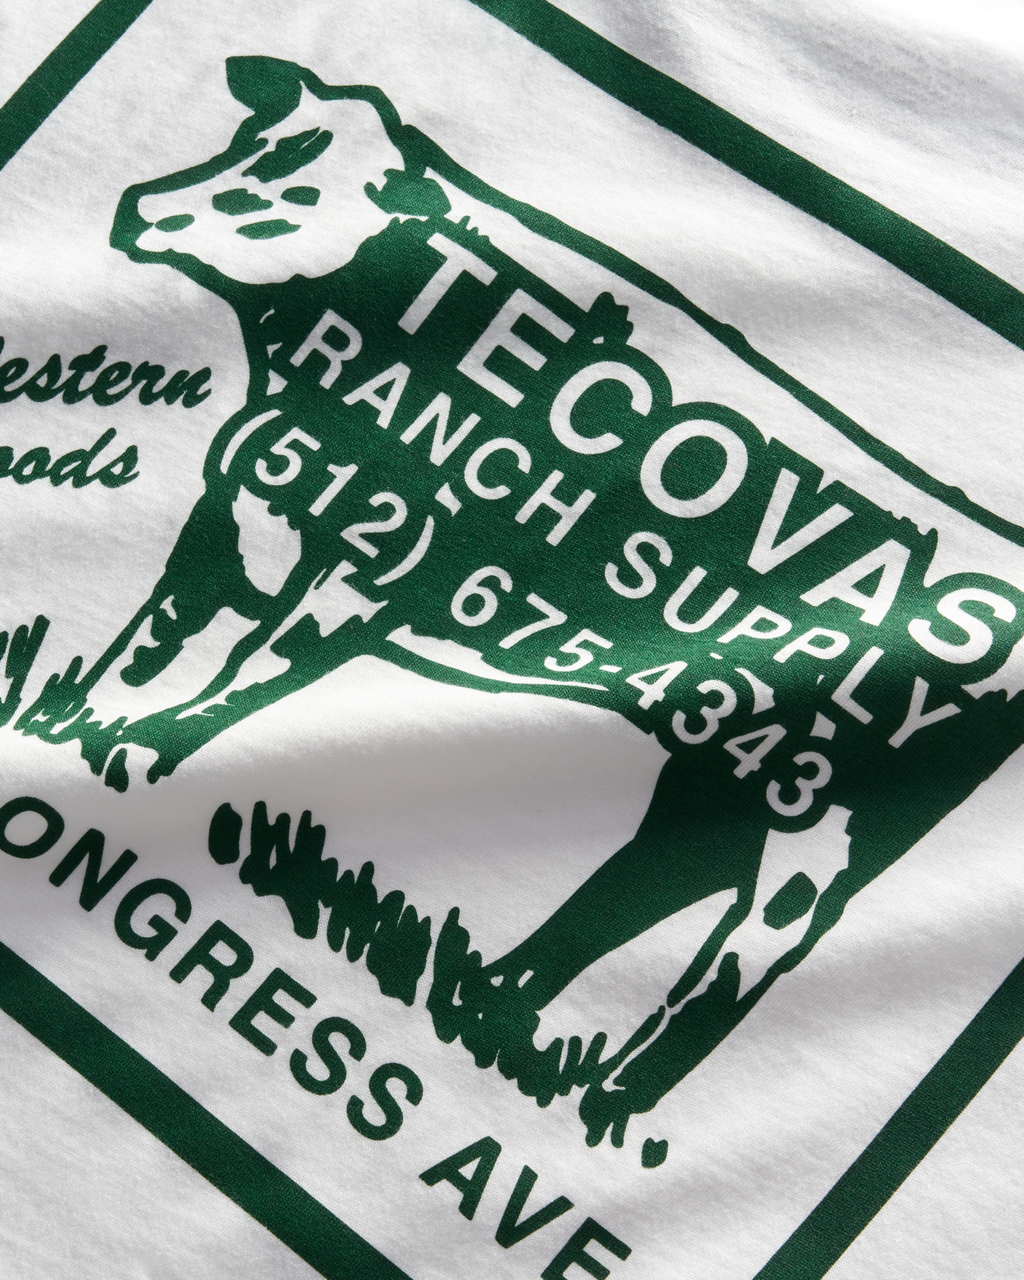 TECOVAS
RANCH SUPPLY
(512) 675-4343
estern
oods
ONGRESS AVE